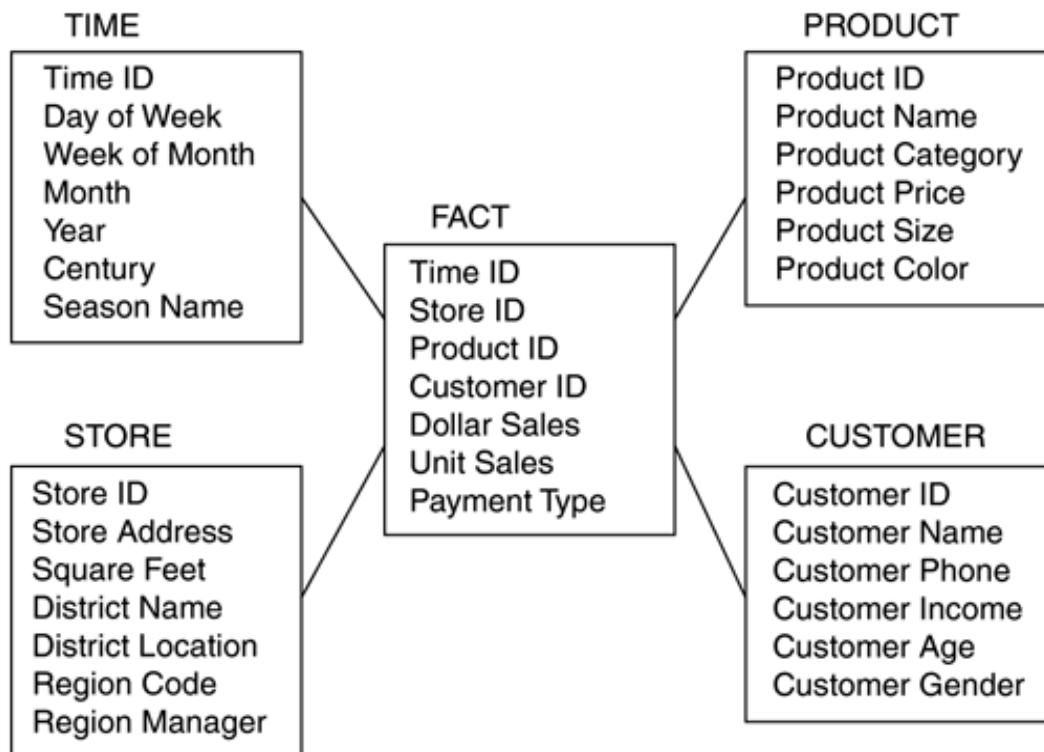 TIME
Time ID
Day of Week
Week of Month
Month
Year
Century
Season Name
PRODUCT
Product ID
Product Name
Product Category
Product Price
Product Size
Product Color
FACT
Time ID
Store ID
Product ID
Customer ID
Dollar Sales
Unit Sales
Payment Type
STORE
Store ID
Store Address
Square Feet
District Name
District Location
Region Code
Region Manager
CUSTOMER
Customer ID
Customer Name
Customer Phone
Customer Income
Customer Age
Customer Gender